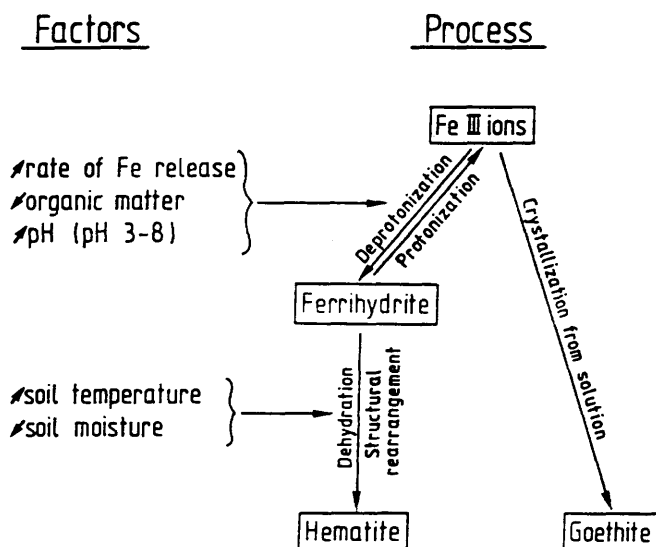 Factors
Process
Fe III ions
↗rate of Fe release
↙organic matter
↗pH (pH 3-8)
Deprotonization
Protonization
Crystallization from solution
Ferrihydrite
↗soil temperature
↙soil moisture
Dehydration
Structural
rearrangement
Hematite
Goethite